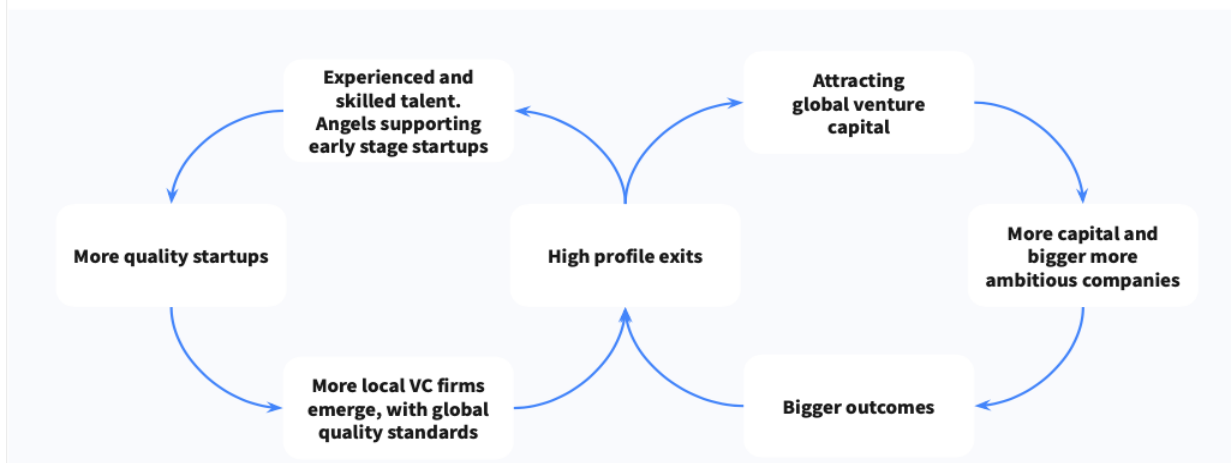 Experienced and
skilled talent.
Angels supporting
early stage startups
Attracting
global venture
capital
More quality startups
High profile exits
More capital and
bigger more
ambitious companies
More local VC firms
emerge, with global
quality standards
Bigger outcomes